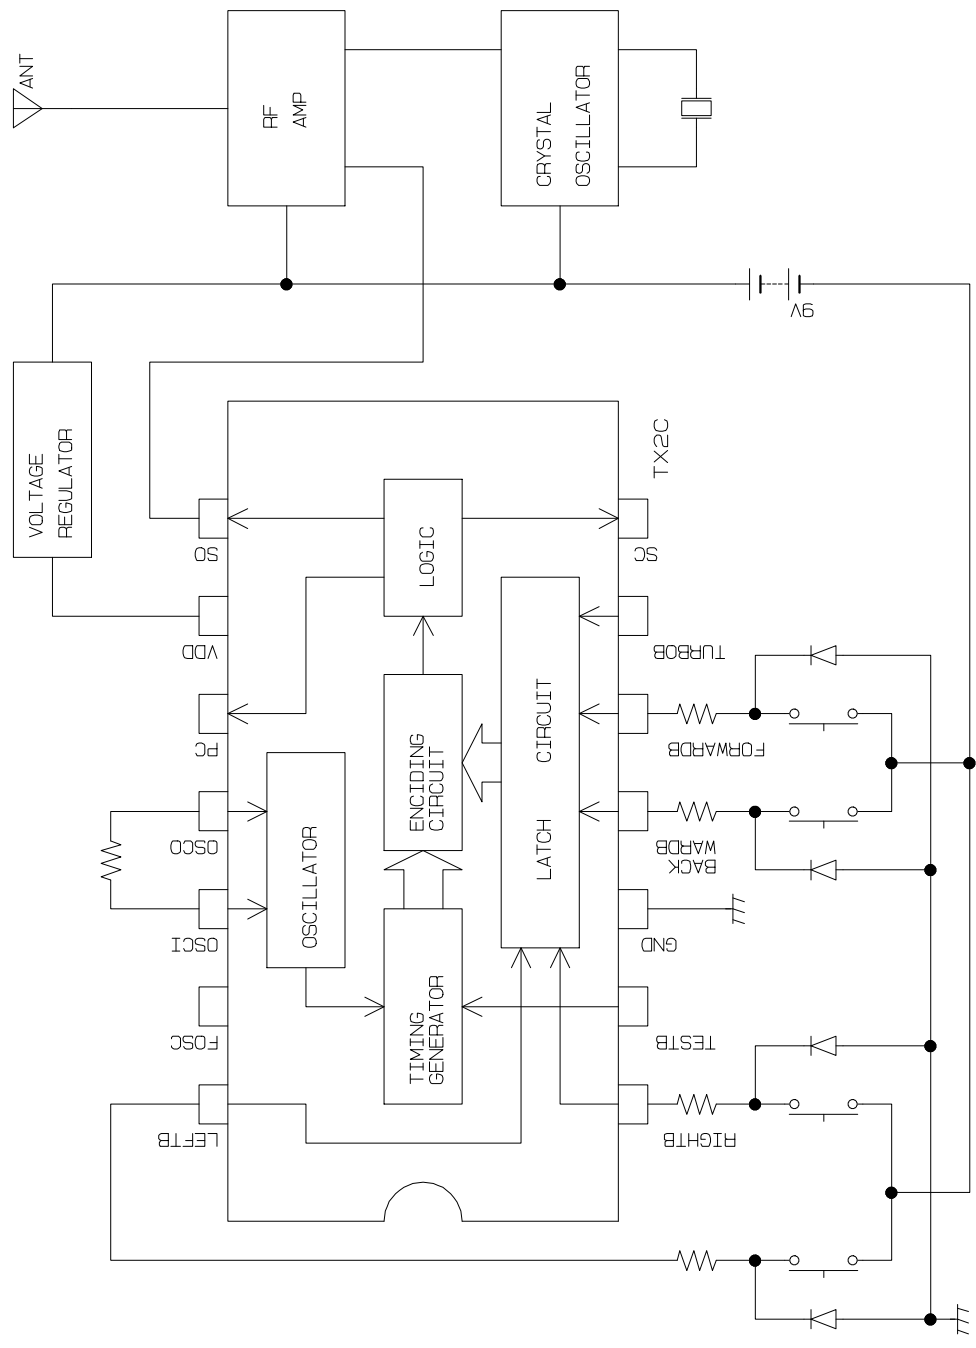 ANT
RF
AMP
CRYSTAL
OSCILLATOR
9V
VOLTAGE
REGULATOR
TX2C
SO
SC
LOGIC
VDD
TURBOB
PC
FORWARDB
ENCIDING
CIRCUIT
LATCH CIRCUIT
OSCO
BACK
WARDB
OSCILLATOR
OSCI
GND
FOSC
TIMING
GENERATOR
TESTB
LEFTB
RIGHTB